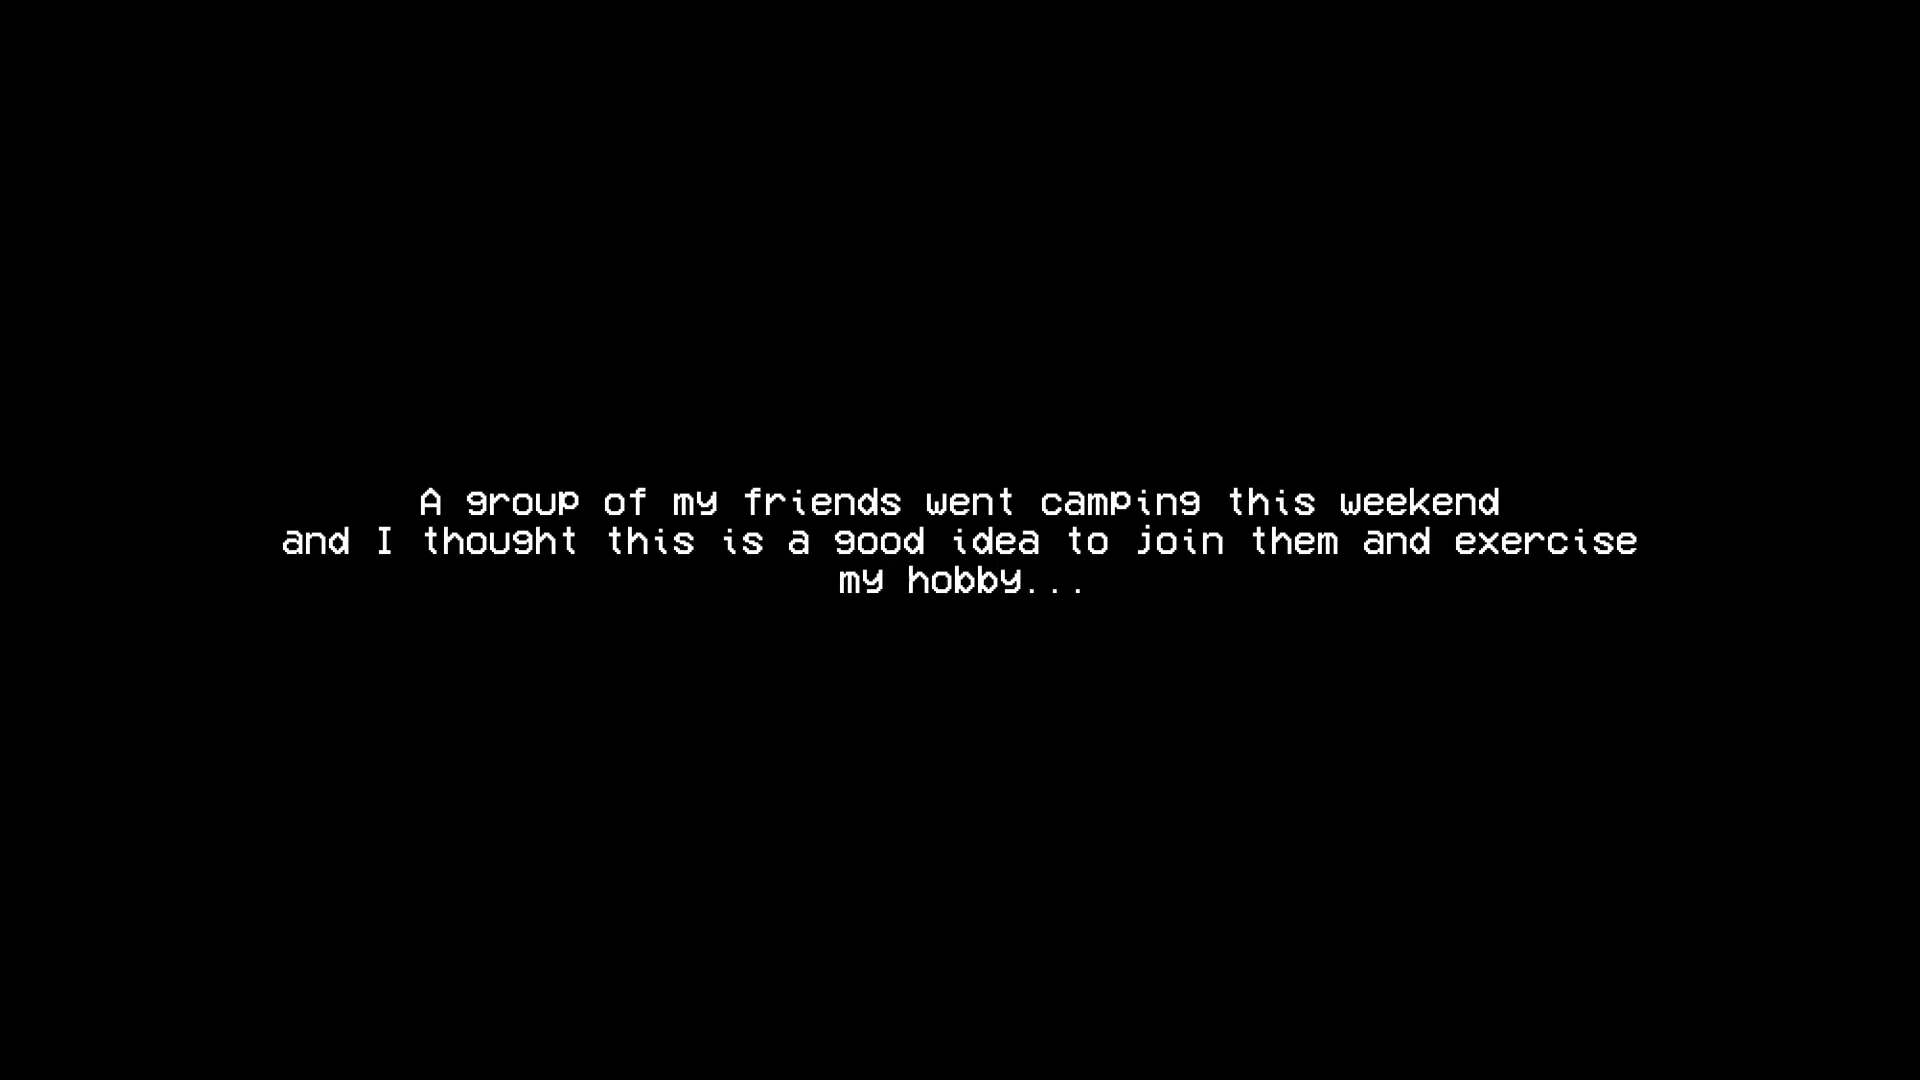 A group of my friends went camping this weekend
and I thought this is a good idea to join them and exercise
my hobby...